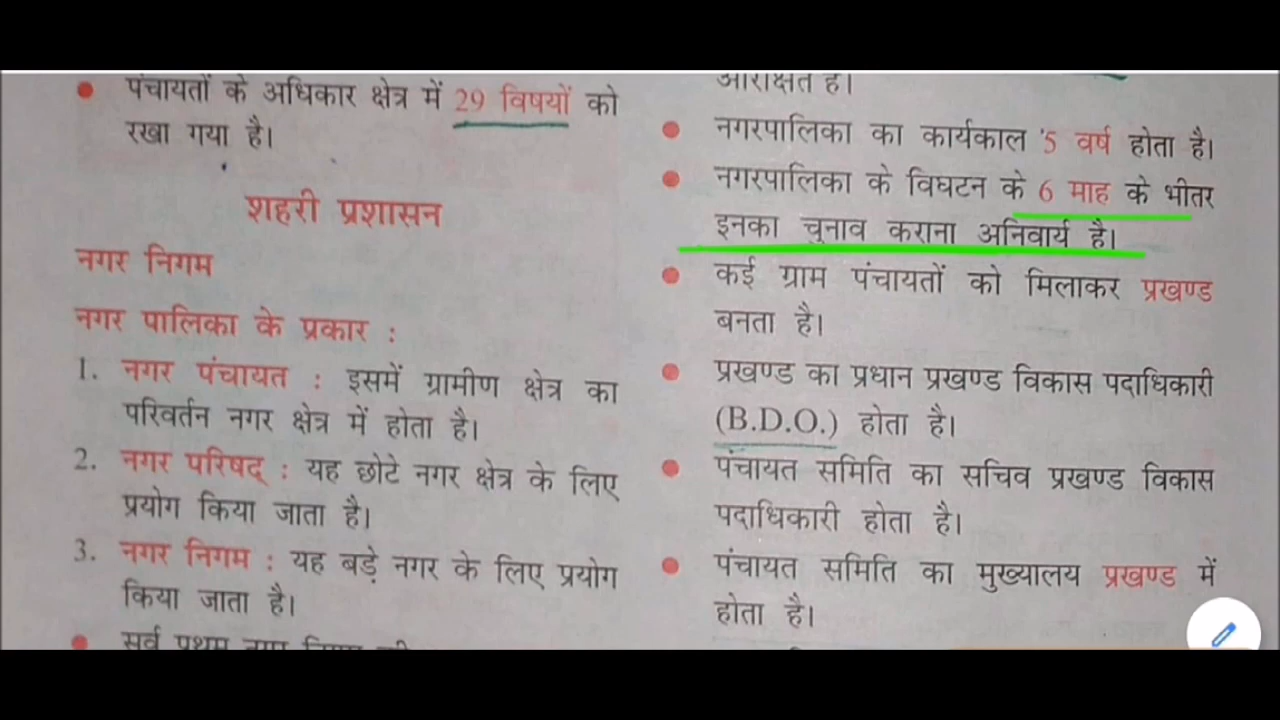 पंचायतों के अधिकार क्षेत्र में 29 विषयों को
रखा गया है।
शहरी प्रशासन
नगर निगम
नगर पालिका के प्रकार :
1. नगर पंचायत : इसमें ग्रामीण क्षेत्र का
परिवर्तन नगर क्षेत्र में होता है।
2. नगर परिषद् : यह छोटे नगर क्षेत्र के लिए
प्रयोग किया जाता है।
3. नगर निगम : यह बड़े नगर के लिए प्रयोग
किया जाता है।
सर्व प्रथम
आरक्षित है।
नगरपालिका का कार्यकाल 5 वर्ष होता है।
नगरपालिका के विघटन के 6 माह के भीतर
इनका चुनाव कराना अनिवार्य है।
कई ग्राम पंचायतों को मिलाकर प्रखण्ड
बनता है।
प्रखण्ड का प्रधान प्रखण्ड विकास पदाधिकारी
(B.D.O.) होता है।
पंचायत समिति का सचिव प्रखण्ड विकास
पदाधिकारी होता है।
पंचायत समिति का मुख्यालय प्रखण्ड में
होता है।